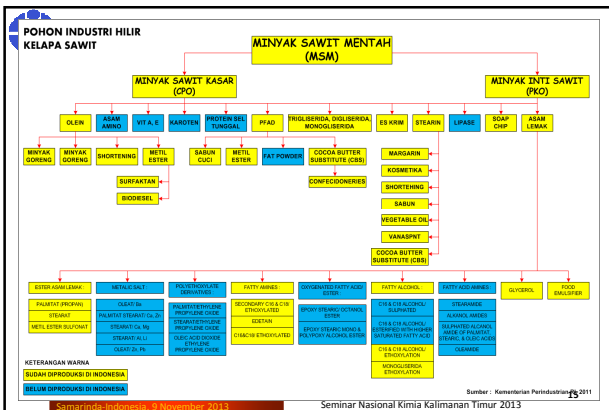 POHON INDUSTRI HILIR
KELAPA SAWIT
MINYAK SAWIT MENTAH
(MSM)
MINYAK SAWIT KASAR
(CPO)
MINYAK INTI SAWIT
(PKO)
OLEIN
ASAM
AMINO
VIT A, E
KAROTEN
PROTEIN SEL
TUNGGAL
PFAD
TRIGLISERIDA, DIGLISERIDA,
MONOGLISERIDA
ES KRIM
STEARIN
LIPASE
SOAP
CHIP
ASAM
LEMAK
MINYAK
GORENG
MINYAK
GORENG
SHORTENING
METIL
ESTER
SABUN
CUCI
METIL
ESTER
FAT POWDER
COCOA BUTTER
SUBSTITUTE (CBS)
SURFAKTAN
BIODIESEL
CONFECIDONERIES
MARGARIN
KOSMETIKA
SHORTEHING
SABUN
VEGETABLE OIL
VANASPNT
COCOA BUTTER
SUBSTITUTE (CBS)
ESTER ASAM LEMAK :
PALMITAT (PROPAN)
STEARAT
METIL ESTER SULFONAT
METALIC SALT :
OLEAT/ Ba
PALMITAT STEARAT/ Ca, Zn
STEARAT/ Ca, Mg
STEARAT/ Al, Li
OLEAT/ Zn, Pb
POLYETHOXYLATE
DERIVATIVES :
PALMITAT/ETHYLENE
PROPYLENE OXIDE
STEARAT/ETHYLENE
PROPYLENE OXIDE
OLEIC ACID DIOXIDE
ETHYLENE
PROPYLENE OXIDE
FATTY AMINES :
SECONDARY C16 & C18/
ETHOXYLATED
EDETAIN
C16&C18/ ETHOXYLATED
OXYGENATED FATTY ACID/
ESTER :
EPOXY STEARIC/ OCTANOL
ESTER
EPOXY STEARIC MONO &
POLYPOXY ALCOHOL ESTER
FATTY ALCOHOL :
C16 & C18 ALCOHOL/
SULPHATED
C16 & C18 ALCOHOL/
ESTERIFIED WITH HIGHER
SATURATED FATTY ACID
C16 & C18 ALCOHOL/
ETHOXYLATION
MONOGLISERIDA
ETHOXYLATION
FATTY ACID AMINES :
STEARAMIDE
ALKANOL AMIDES
SULPHATED ALCANOL
AMIDE OF PALMITAT,
STEARIC, & OLEIC ACIDS
OLEAMIDE
GLYCEROL
FOOD
EMULSIFIER
KETERANGAN WARNA
SUDAH DIPRODUKSI DI INDONESIA
BELUM DIPRODUKSI DI INDONESIA
Sumber : Kementerian Perindustrian 2011
15
Samarinda-Indonesia, 9 November 2013
Seminar Nasional Kimia Kalimanan Timur 2013